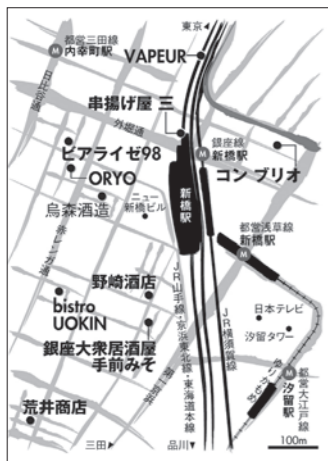 東京▲
都営三田線
内幸町駅
VAPEUR
日比谷通
串揚げ屋 三
外堀通
ビアライゼ98
ORYO
銀座線
新橋駅
コン ブリオ
烏森酒造
ニュー
新橋ビル
新橋駅
都営浅草線
新橋駅
赤レンガ通
野崎酒店
JR山手線・京浜東北線・東海道本線
JR横須賀線
日本テレビ
汐留タワー
bistro
UOKIN
銀座大衆居酒屋
手前みそ
第一京浜
ゆりかもめ
都営大江戸線
汐留駅
荒井商店
三田▶
品川▼
100m